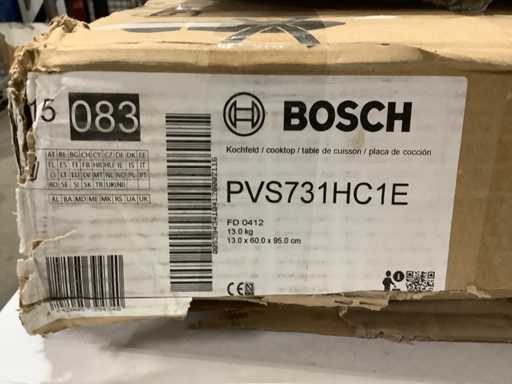 15 083
BOSCH
Kochfeld / cooktop / table de cuisson / placa de cocción
PVS731HC1E
FD 0412
13.0 kg
13.0 x 60.0 x 95.0 cm
AT BE BG CH CY CZ DE DK EE
EL ES FI FR HR HU IE IS IT
LI LT LU LV MT NL NO PL PT
RO SE SI SK TR UK(NI)
AL BA MD ME MK RS UA UK
CE